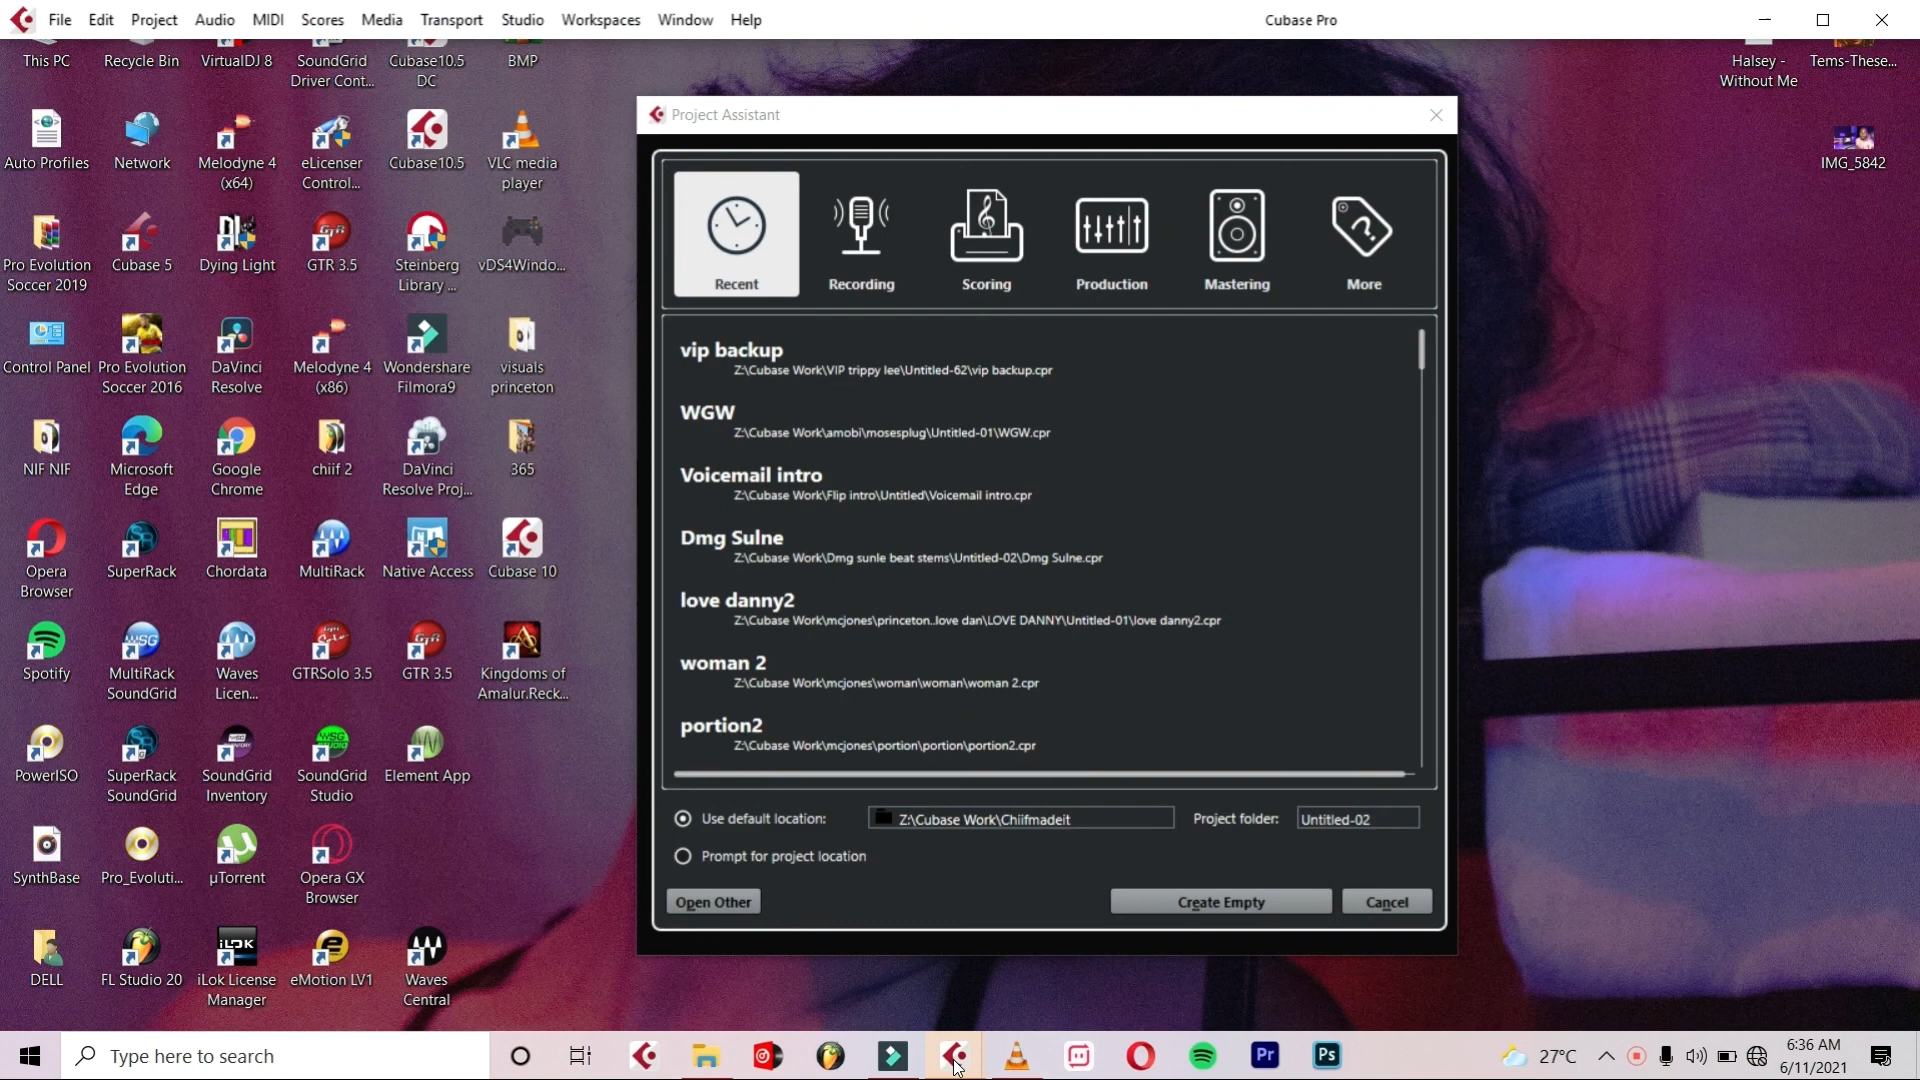 File Edit Project Audio MIDI Scores Media Transport Studio Workspaces Window Help
Cubase Pro
This PC
Recycle Bin
VirtualDJ 8
SoundGrid
Driver Cont...
Cubase10.5
DC
BMP
Halsey -
Without Me
Tems-These...
Auto Profiles
Network
Melodyne 4
(x64)
eLicenser
Control...
Cubase10.5
VLC media
player
IMG_5842
Pro Evolution
Soccer 2019
Cubase 5
Dying Light
GTR 3.5
Steinberg
Library ...
vDS4Windo...
Control Panel
Pro Evolution
Soccer 2016
DaVinci
Resolve
Melodyne 4
(x86)
Wondershare
Filmora9
visuals
princeton
NIF NIF
Microsoft
Edge
Google
Chrome
chiif 2
DaVinci
Resolve Proj...
365
Opera
Browser
SuperRack
Chordata
MultiRack
Native Access
Cubase 10
Spotify
MultiRack
SoundGrid
Waves
Licen...
GTRSolo 3.5
GTR 3.5
Kingdoms of
Amalur.Reck...
PowerISO
SuperRack
SoundGrid
SoundGrid
Inventory
SoundGrid
Studio
Element App
SynthBase
Pro_Evoluti...
µTorrent
Opera GX
Browser
DELL
FL Studio 20
iLok License
Manager
eMotion LV1
Waves
Central
Project Assistant
Recent
Recording
Scoring
Production
Mastering
More
vip backup
Z:\Cubase Work\VIP trippy lee\Untitled-62\vip backup.cpr
WGW
Z:\Cubase Work\amobi\mosesplug\Untitled-01\WGW.cpr
Voicemail intro
Z:\Cubase Work\Flip intro\Untitled\Voicemail intro.cpr
Dmg Sulne
Z:\Cubase Work\Dmg sunle beat stems\Untitled-02\Dmg Sulne.cpr
love danny2
Z:\Cubase Work\mcjones\princeton..love dan\LOVE DANNY\Untitled-01\love danny2.cpr
woman 2
Z:\Cubase Work\mcjones\woman\woman\woman 2.cpr
portion2
Z:\Cubase Work\mcjones\portion\portion\portion2.cpr
Use default location:
Z:\Cubase Work\Chiifmadeit
Project folder:
Untitled-02
Prompt for project location
Open Other
Create Empty
Cancel
Type here to search
Pr
Ps
27°C
6:36 AM
6/11/2021